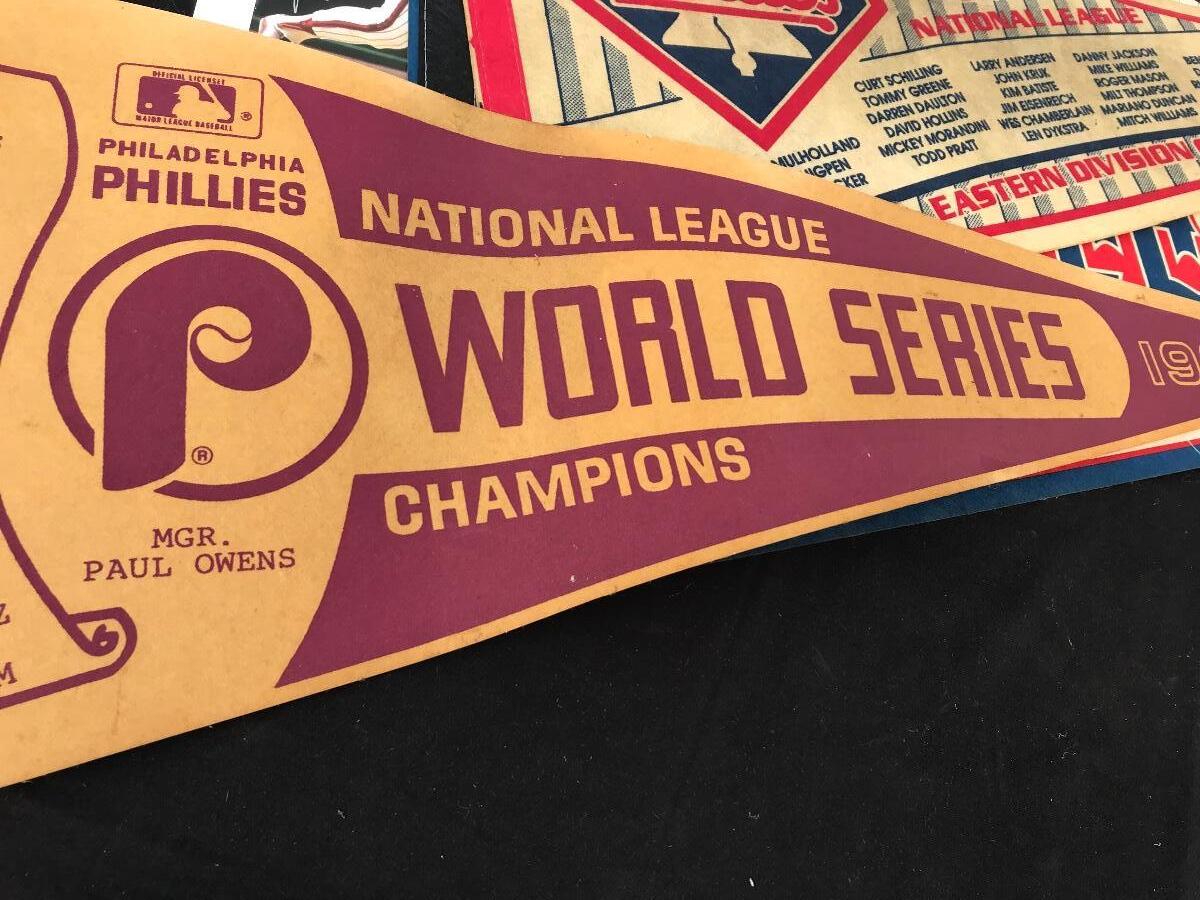 OFFICIAL LICENSEE
MAJOR LEAGUE BASEBALL
®
PHILADELPHIA
PHILLIES
P
®
MGR.
PAUL OWENS
NATIONAL LEAGUE
WORLD SERIES
CHAMPIONS
19
Z
M
NATIONAL LEAGUE
MULHOLLAND
CURT SCHILLING
TOMMY GREENE
DARREN DAULTON
DAVID HOLLINS
MICKEY MORANDINI
TODD PRATT
LARRY ANDERSEN
JOHN KRUK
KIM BATISTE
JIM EISENREICH
WES CHAMBERLAIN
LEN DYKSTRA
DANNY JACKSON
MIKE WILLIAMS
ROGER MASON
MILT THOMPSON
MARIANO DUNCAN
MITCH WILLIAMS
EASTERN DIVISION